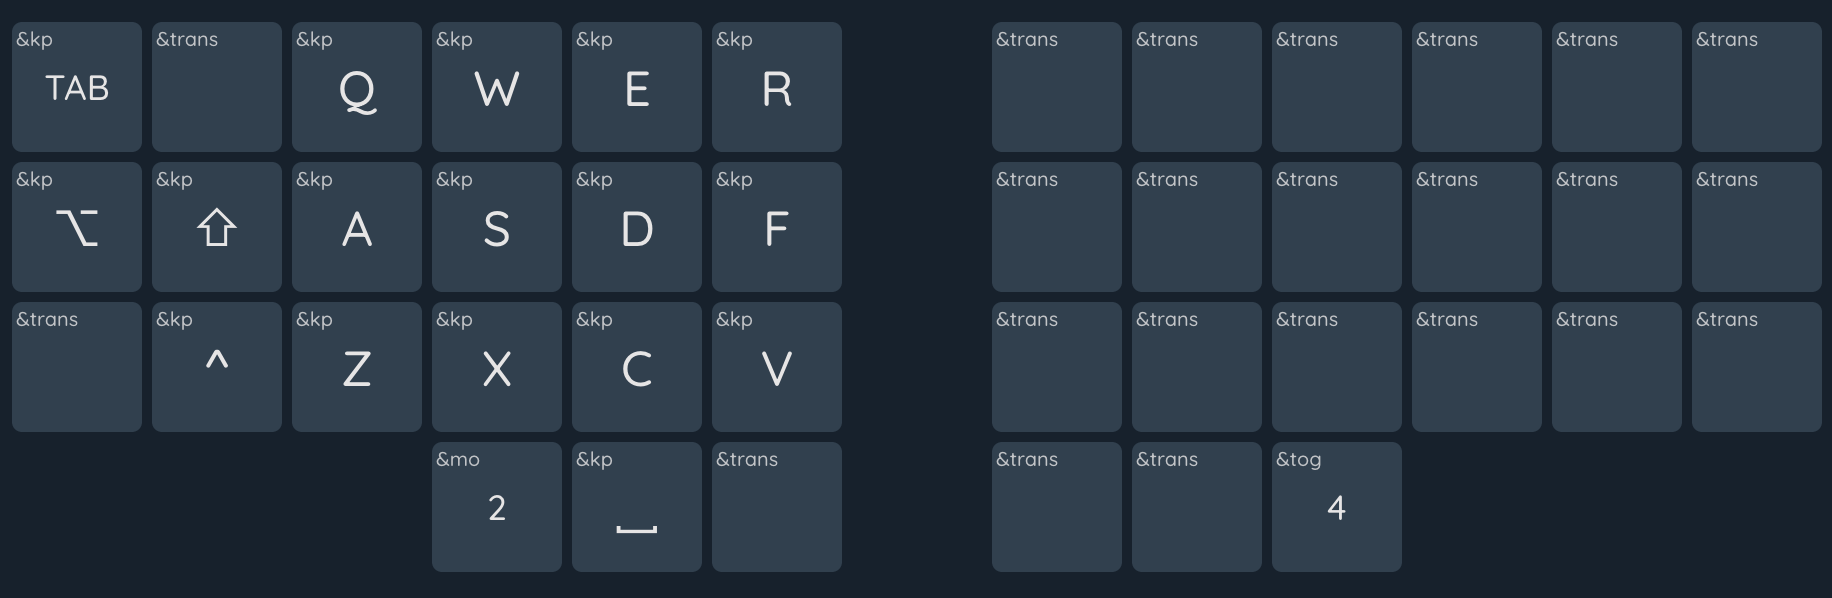 &kp &trans &kp &kp &kp &kp &trans &trans &trans &trans &trans &trans
TAB Q W E R
&kp &kp &kp &kp &kp &kp &trans &trans &trans &trans &trans &trans
⌥ ⇧ A S D F
&trans &kp &kp &kp &kp &kp &trans &trans &trans &trans &trans &trans
^ Z X C V
&mo &kp &trans &trans &trans &tog
2 ⎵ 4